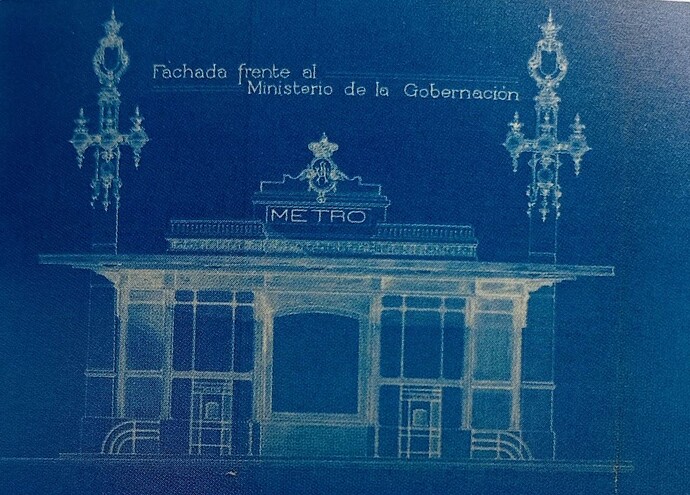 Fachada frente al
Ministerio de la Gobernación
METRO